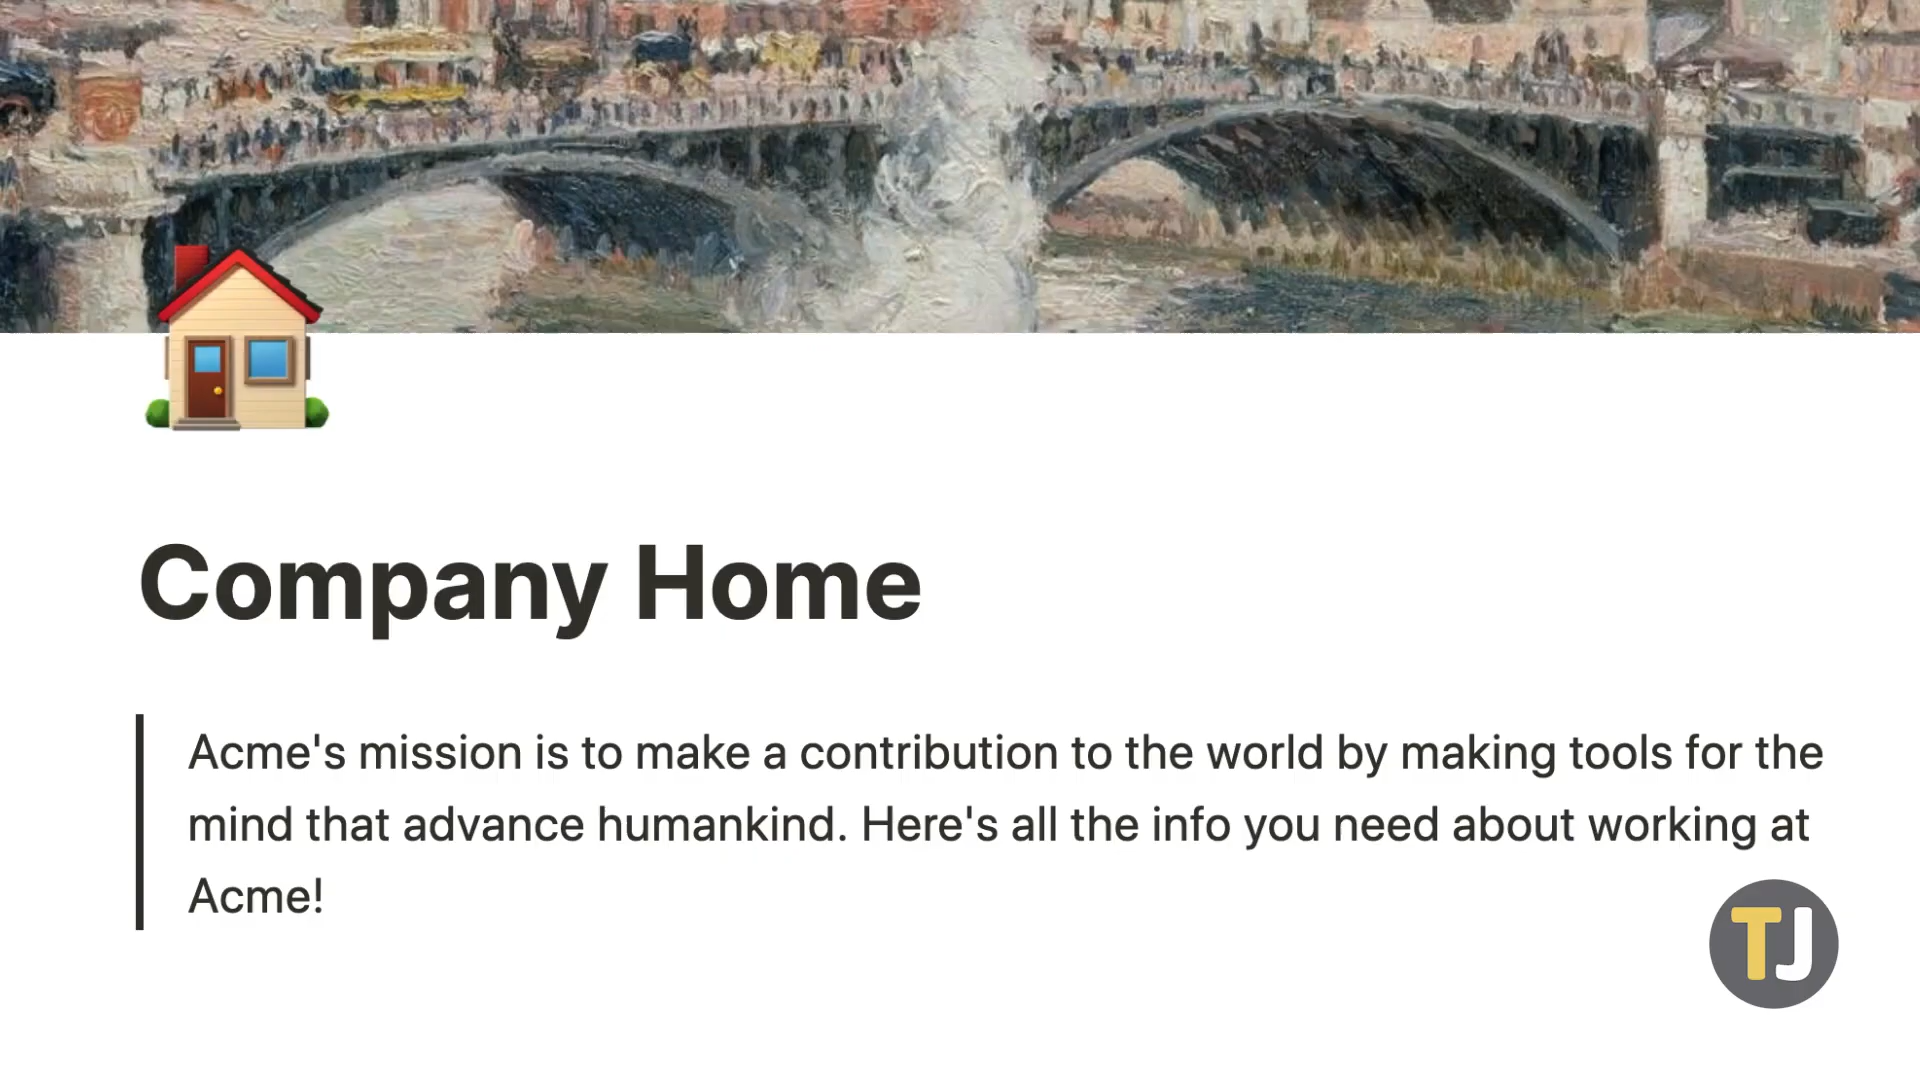 Company Home
Acme's mission is to make a contribution to the world by making tools for the
mind that advance humankind. Here's all the info you need about working at
Acme!
TJ